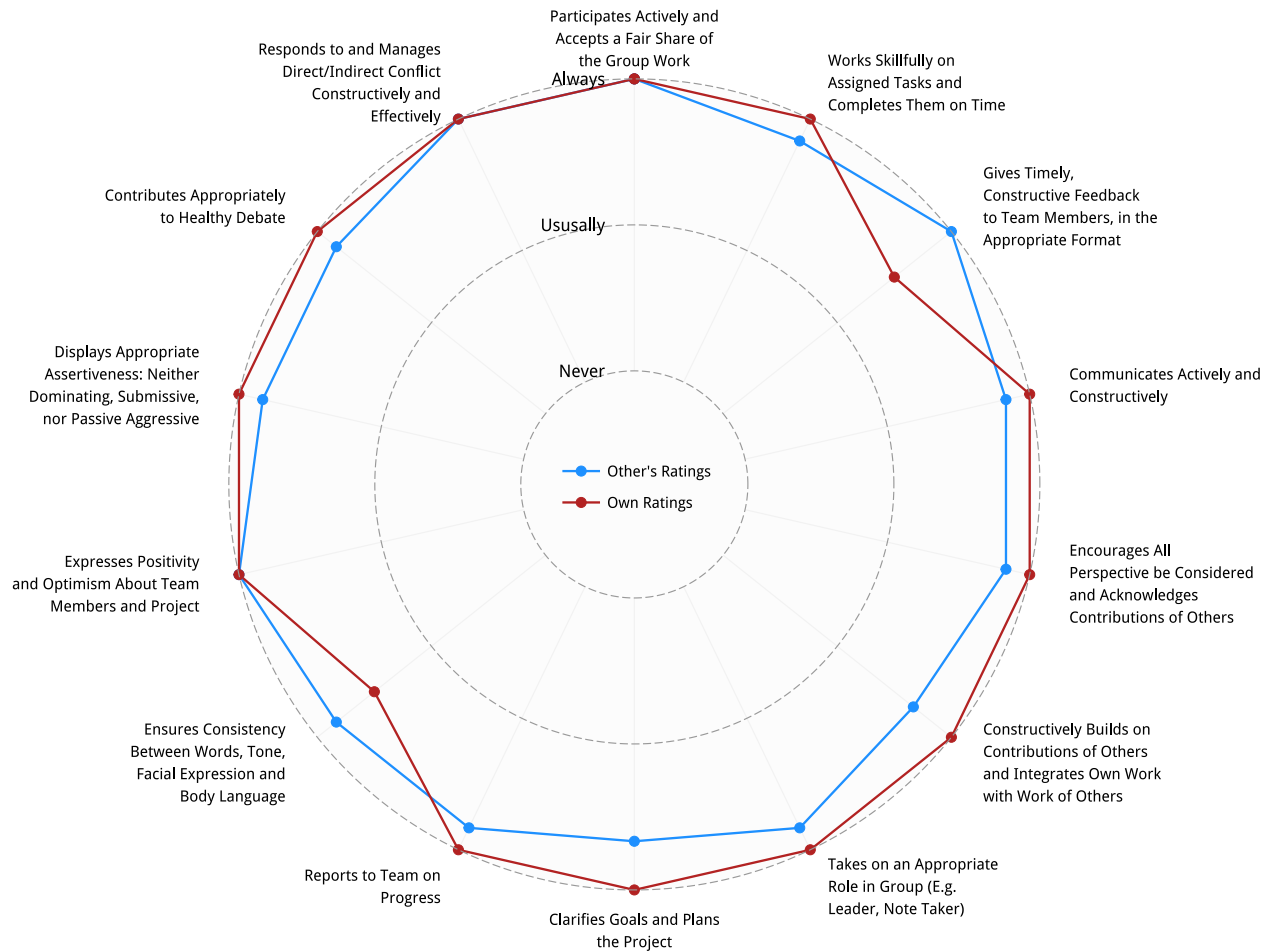 Participates Actively and
Accepts a Fair Share of
the Group Work
Works Skillfully on
Assigned Tasks and
Completes Them on Time
Gives Timely,
Constructive Feedback
to Team Members, in the
Appropriate Format
Communicates Actively and
Constructively
Encourages All
Perspective be Considered
and Acknowledges
Contributions of Others
Constructively Builds on
Contributions of Others
and Integrates Own Work
with Work of Others
Takes on an Appropriate
Role in Group (E.g.
Leader, Note Taker)
Clarifies Goals and Plans
the Project
Reports to Team on
Progress
Ensures Consistency
Between Words, Tone,
Facial Expression and
Body Language
Expresses Positivity
and Optimism About Team
Members and Project
Displays Appropriate
Assertiveness: Neither
Dominating, Submissive,
nor Passive Aggressive
Contributes Appropriately
to Healthy Debate
Responds to and Manages
Direct/Indirect Conflict
Constructively and
Effectively
Always
Ususally
Never
Other's Ratings
Own Ratings